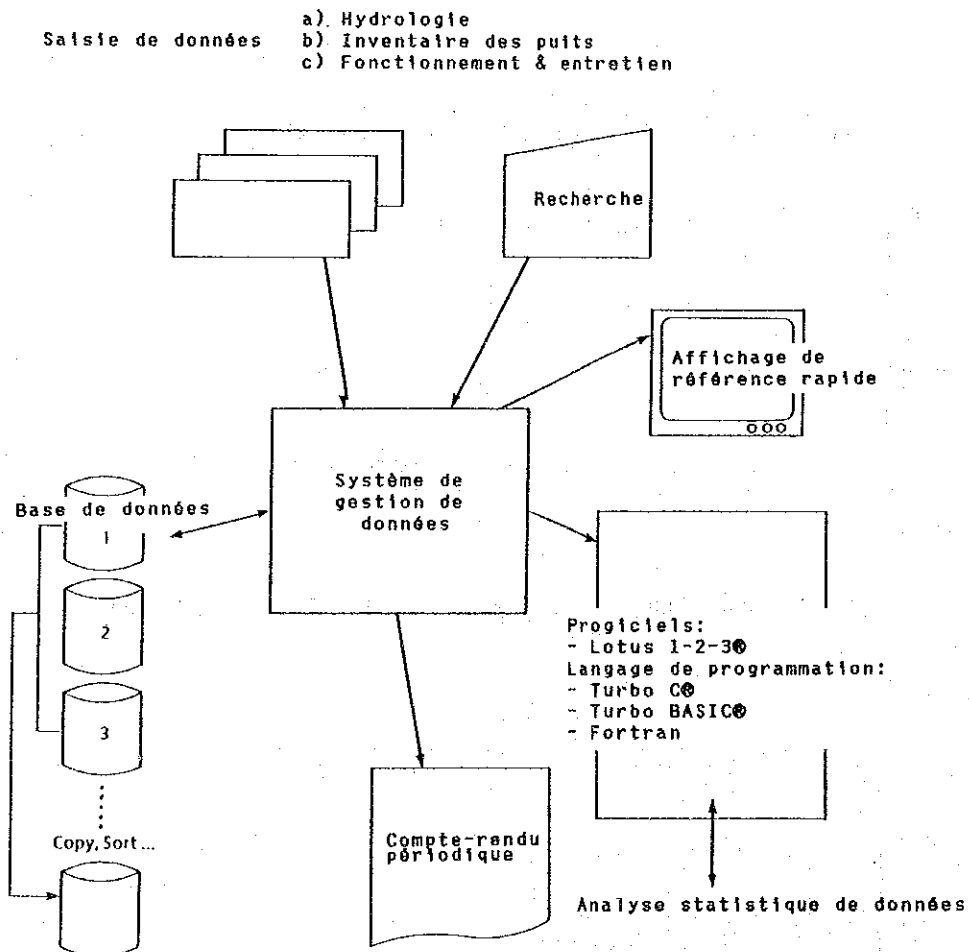 a) Hydrologie
Saisie de données b) Inventaire des puits
c) Fonctionnement & entretien
Recherche
Affichage de
référence rapide
Système de
gestion de
données
Base de données
1
2
3
Copy, Sort ...
Progiciels:
- Lotus 1-2-3®
Langage de programmation:
- Turbo C®
- Turbo BASIC®
- Fortran
Compte-rendu
périodique
Analyse statistique de données